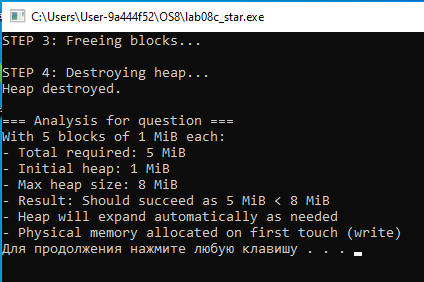 C:\Users\User-9a444f52\OS8\lab08c_star.exe
STEP 3: Freeing blocks...
STEP 4: Destroying heap...
Heap destroyed.
=== Analysis for question ===
With 5 blocks of 1 MiB each:
- Total required: 5 MiB
- Initial heap: 1 MiB
- Max heap size: 8 MiB
- Result: Should succeed as 5 MiB < 8 MiB
- Heap will expand automatically as needed
- Physical memory allocated on first touch (write)
Для продолжения нажмите любую клавишу . . .